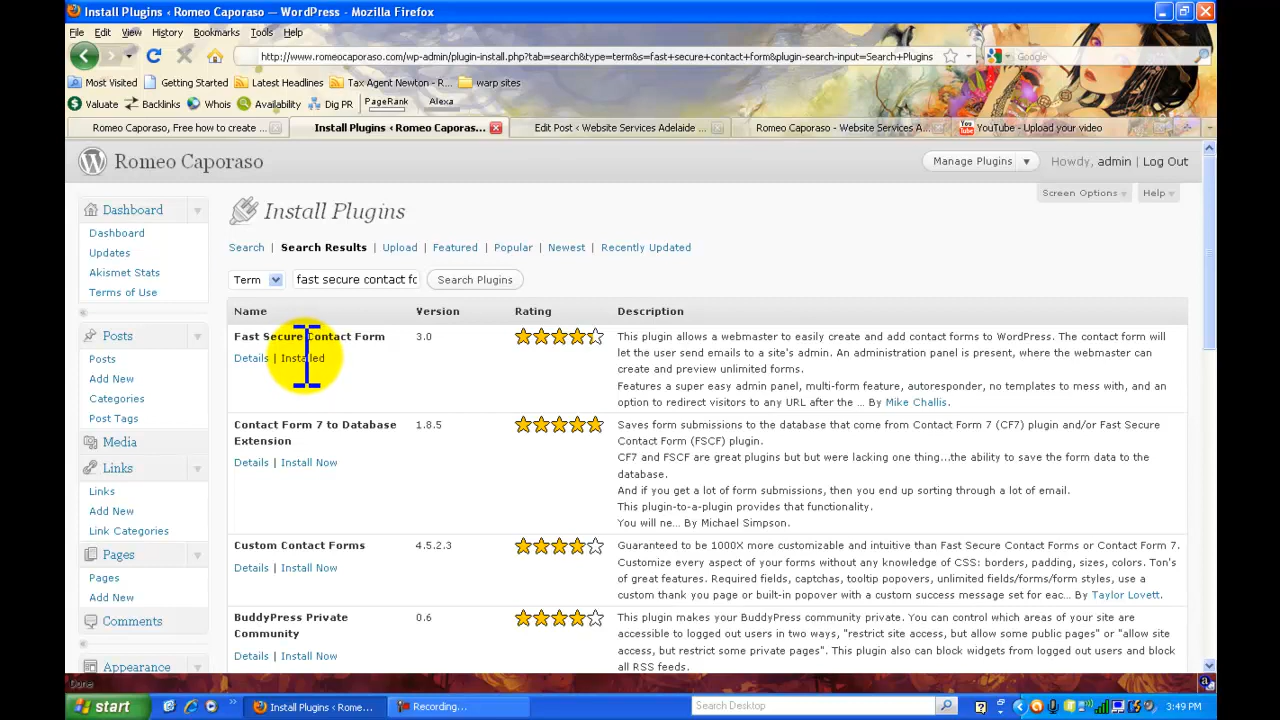 Install Plugins ‹ Romeo Caporaso — WordPress - Mozilla Firefox
File Edit View History Bookmarks Tools Help
http://www.romeocaporaso.com/wp-admin/plugin-install.php?tab=search&type=term&s=fast+secure+contact+form&plugin-search-input=Search+Plugins
Google
Most Visited Getting Started Latest Headlines Tax Agent Newton - R... warp sites
Valuate Backlinks Whois Availability Dig PR PageRank Alexa
Romeo Caporaso, Free how to create ... Install Plugins ‹ Romeo Caporas... Edit Post ‹ Website Services Adelaide ... Romeo Caporaso - Website Services A... YouTube - Upload your video
Romeo Caporaso
Manage Plugins
Howdy, admin | Log Out
Screen Options Help
Dashboard
Dashboard
Updates
Akismet Stats
Terms of Use
Posts
Posts
Add New
Categories
Post Tags
Media
Links
Links
Add New
Link Categories
Pages
Pages
Add New
Comments
Appearance
Install Plugins
Search | Search Results | Upload | Featured | Popular | Newest | Recently Updated
Term fast secure contact fo Search Plugins
Name Version Rating Description
Fast Secure Contact Form
Details | Installed
3.0
This plugin allows a webmaster to easily create and add contact forms to WordPress. The contact form will
let the user send emails to a site's admin. An administration panel is present, where the webmaster can
create and preview unlimited forms.
Features a super easy admin panel, multi-form feature, autoresponder, no templates to mess with, and an
option to redirect visitors to any URL after the ... By Mike Challis.
Contact Form 7 to Database
Extension
Details | Install Now
1.8.5
Saves form submissions to the database that come from Contact Form 7 (CF7) plugin and/or Fast Secure
Contact Form (FSCF) plugin.
CF7 and FSCF are great plugins but but were lacking one thing...the ability to save the form data to the
database.
And if you get a lot of form submissions, then you end up sorting through a lot of email.
This plugin-to-a-plugin provides that functionality.
You will ne... By Michael Simpson.
Custom Contact Forms
Details | Install Now
4.5.2.3
Guaranteed to be 1000X more customizable and intuitive than Fast Secure Contact Forms or Contact Form 7.
Customize every aspect of your forms without any knowledge of CSS: borders, padding, sizes, colors. Ton's
of great features. Required fields, captchas, tooltip popovers, unlimited fields/forms/form styles, use a
custom thank you page or built-in popover with a custom success message set for eac... By Taylor Lovett.
BuddyPress Private
Community
Details | Install Now
0.6
This plugin makes your BuddyPress community private. You can control which areas of your site are
accessible to logged out users in two ways, "restrict site access, but allow some public pages" or "allow site
access, but restrict some private pages". This plugin also can block widgets from logged out users and block
all RSS feeds.
Done
start
Install Plugins ‹ Rome...
Recording...
Search Desktop
3:49 PM